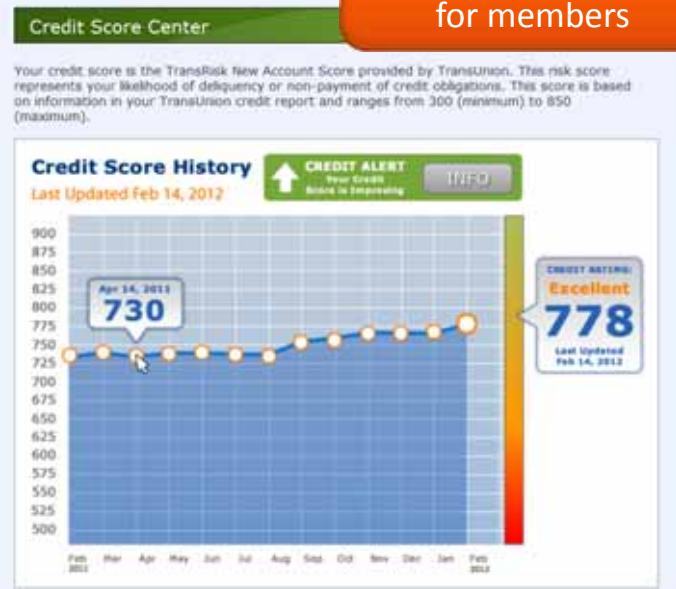 for members
Credit Score Center
Your credit score is the TransRisk New Account Score provided by TransUnion. This risk score
represents your likelihood of deliquency or non-payment of credit obligations. This score is based
on information in your TransUnion credit report and ranges from 300 (minimum) to 850
(maximum).
Credit Score History
Last Updated Feb 14, 2012
CREDIT ALERT
Your Credit
Score is Improving
INFO
900
875
850
825
800
775
750
725
700
675
650
625
600
575
550
525
500
Apr 14, 2011
730
CREDIT RATING:
Excellent
778
Last Updated
Feb 14, 2012
Feb Mar Apr May Jun Jul Aug Sep Oct Nov Dec Jan Feb
2011 2012